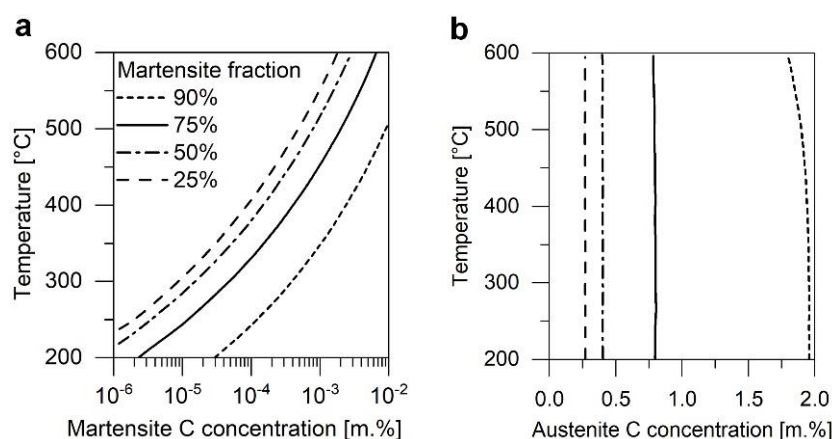 a
600
500
400
300
200
Temperature [°C]
Martensite fraction
90%
75%
50%
25%
10⁻⁶ 10⁻⁵ 10⁻⁴ 10⁻³ 10⁻²
Martensite C concentration [m.%]
b
600
500
400
300
200
Temperature [°C]
0.0 0.5 1.0 1.5 2.0
Austenite C concentration [m.%]